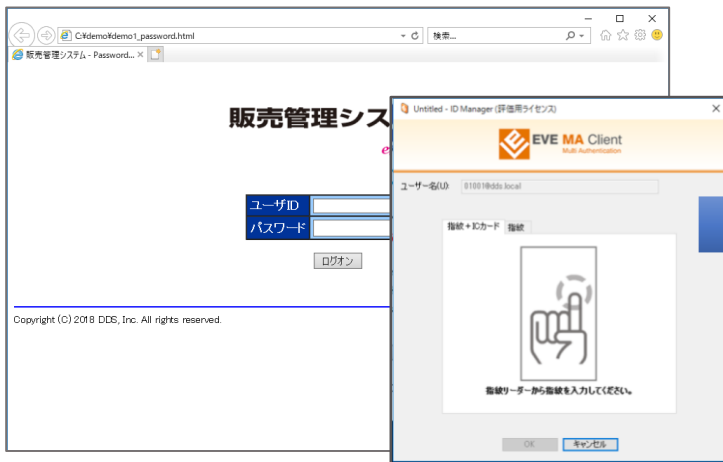 C:¥demo¥demo1_password.html
検索...
販売管理システム - Password...
販売管理シス
e
ユーザID
パスワード
ログオン
Copyright (C) 2018 DDS, Inc. All rights reserved.
Untitled - ID Manager (評価用ライセンス)
EVE MA Client
Multi Authentication
ユーザー名(U):
01001@dds.local
指紋+ICカード
指紋
指紋リーダーから指紋を入力してください。
OK
キャンセル